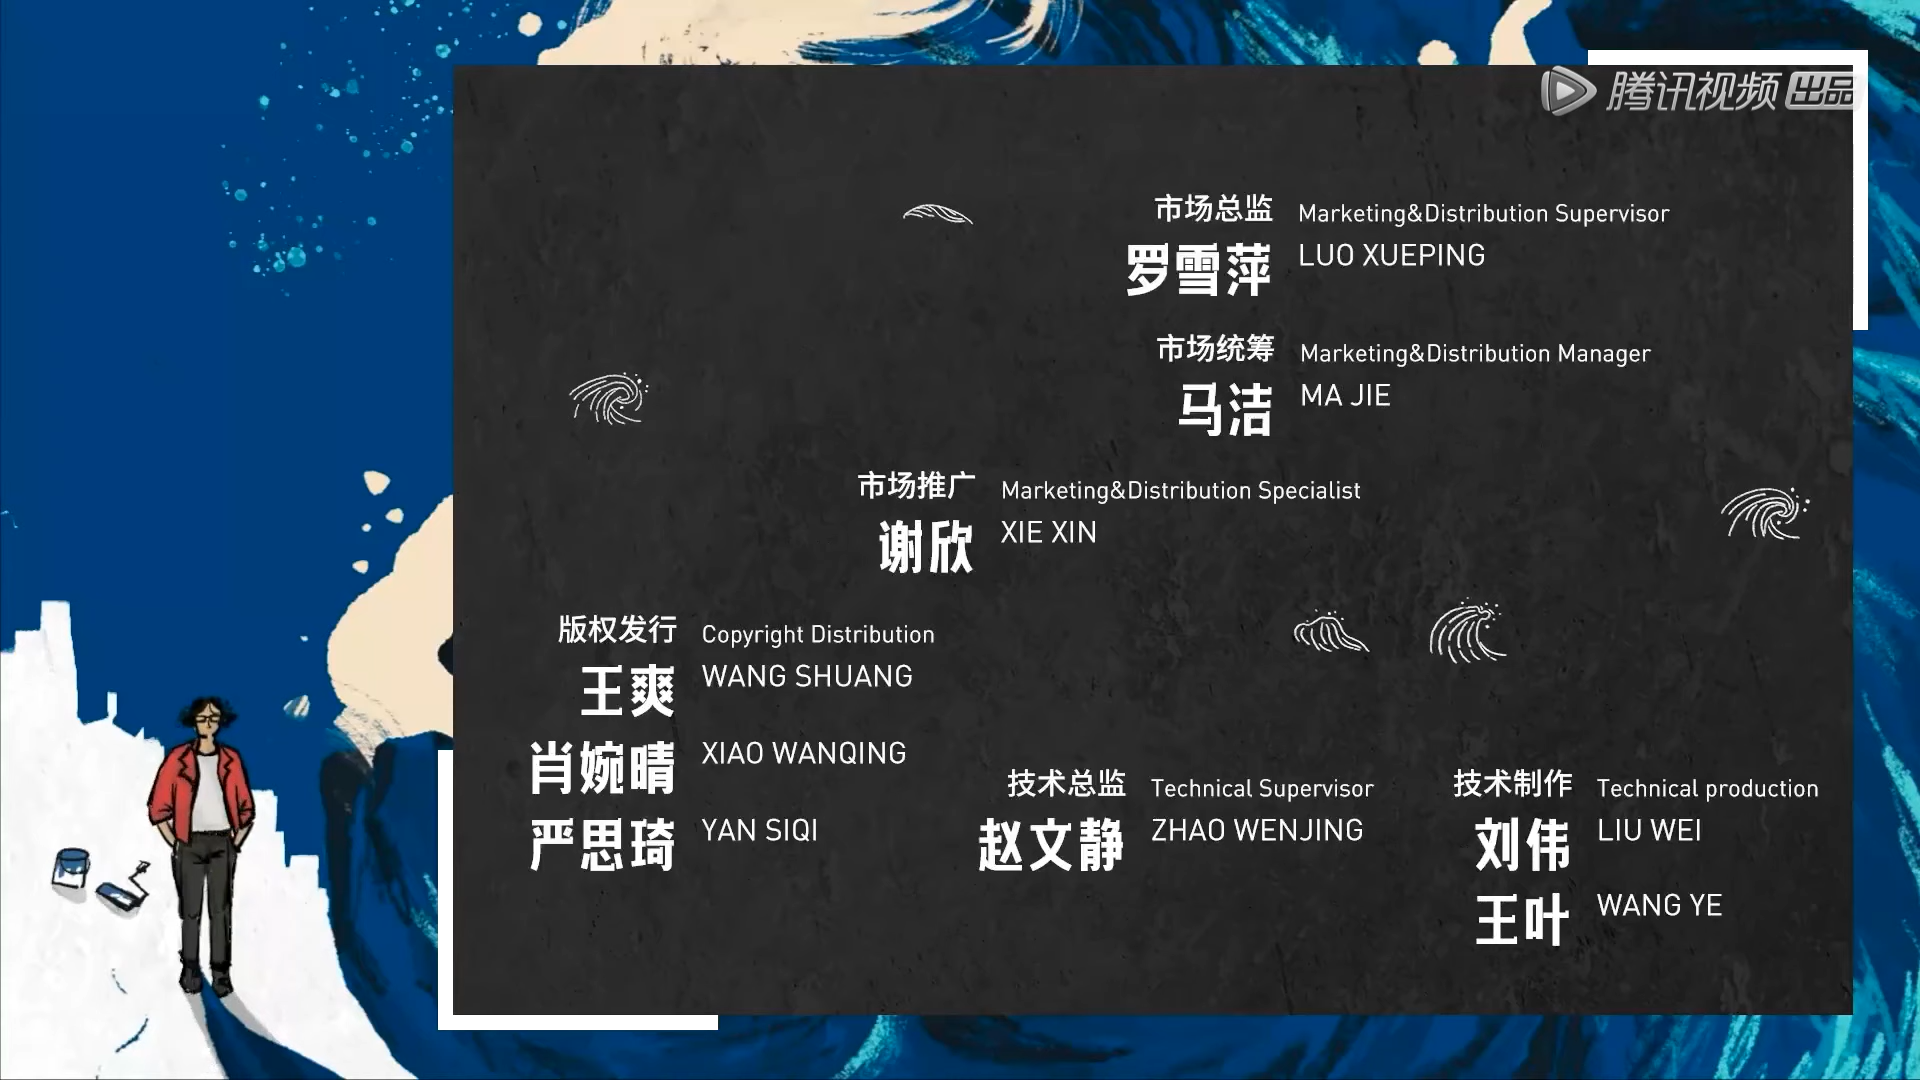 腾讯视频 出品
市场总监 Marketing&Distribution Supervisor
罗雪萍 LUO XUEPING
市场统筹 Marketing&Distribution Manager
马洁 MA JIE
市场推广 Marketing&Distribution Specialist
谢欣 XIE XIN
版权发行 Copyright Distribution
王爽 WANG SHUANG
肖婉晴 XIAO WANQING
严思琦 YAN SIQI
技术总监 Technical Supervisor
赵文静 ZHAO WENJING
技术制作 Technical production
刘伟 LIU WEI
王叶 WANG YE